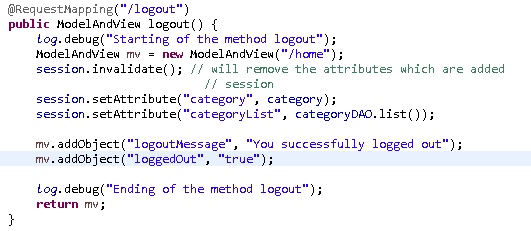 @RequestMapping("/logout")
public ModelAndView logout() {
log.debug("Starting of the method logout");
ModelAndView mv = new ModelAndView("/home");
session.invalidate(); // will remove the attributes which are added
// session
session.setAttribute("category", category);
session.setAttribute("categoryList", categoryDAO.list());
mv.addObject("logoutMessage", "You successfully logged out");
mv.addObject("loggedOut", "true");
log.debug("Ending of the method logout");
return mv;
}